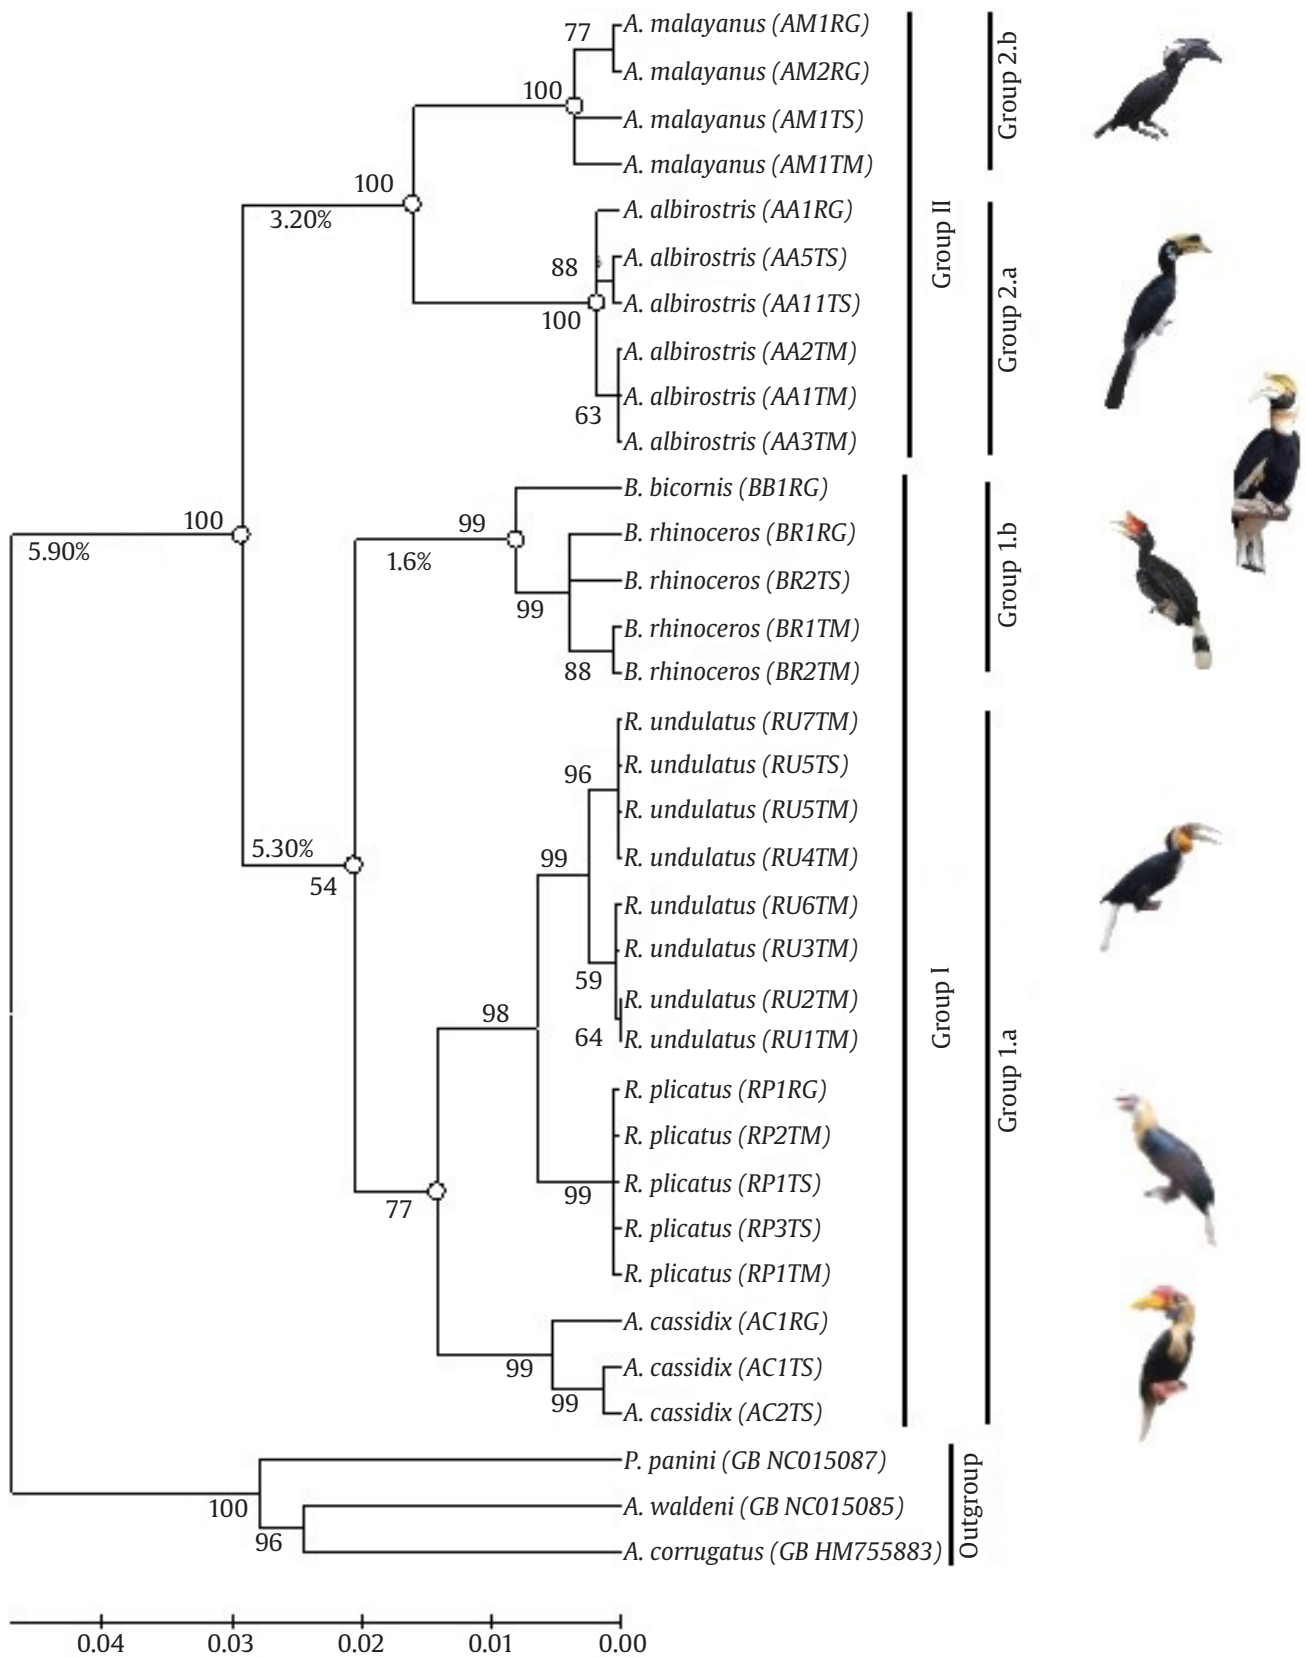 77
A. malayanus (AM1RG)
A. malayanus (AM2RG)
100
A. malayanus (AM1TS)
A. malayanus (AM1TM)
Group 2.b
100
3.20%
A. albirostris (AA1RG)
88
A. albirostris (AA5TS)
A. albirostris (AA11TS)
100
A. albirostris (AA2TM)
A. albirostris (AA1TM)
63
A. albirostris (AA3TM)
Group II
Group 2.a
100
5.90%
99
1.6%
B. bicornis (BB1RG)
B. rhinoceros (BR1RG)
B. rhinoceros (BR2TS)
99
B. rhinoceros (BR1TM)
88
B. rhinoceros (BR2TM)
Group 1.b
5.30%
54
R. undulatus (RU7TM)
96
R. undulatus (RU5TS)
R. undulatus (RU5TM)
99
R. undulatus (RU4TM)
R. undulatus (RU6TM)
R. undulatus (RU3TM)
59
R. undulatus (RU2TM)
98
64
R. undulatus (RU1TM)
Group I
Group 1.a
R. plicatus (RP1RG)
R. plicatus (RP2TM)
R. plicatus (RP1TS)
99
77
R. plicatus (RP3TS)
R. plicatus (RP1TM)
A. cassidix (AC1RG)
99
A. cassidix (AC1TS)
99
A. cassidix (AC2TS)
P. panini (GB NC015087)
100
A. waldeni (GB NC015085)
96
A. corrugatus (GB HM755883)
Outgroup
0.04 0.03 0.02 0.01 0.00